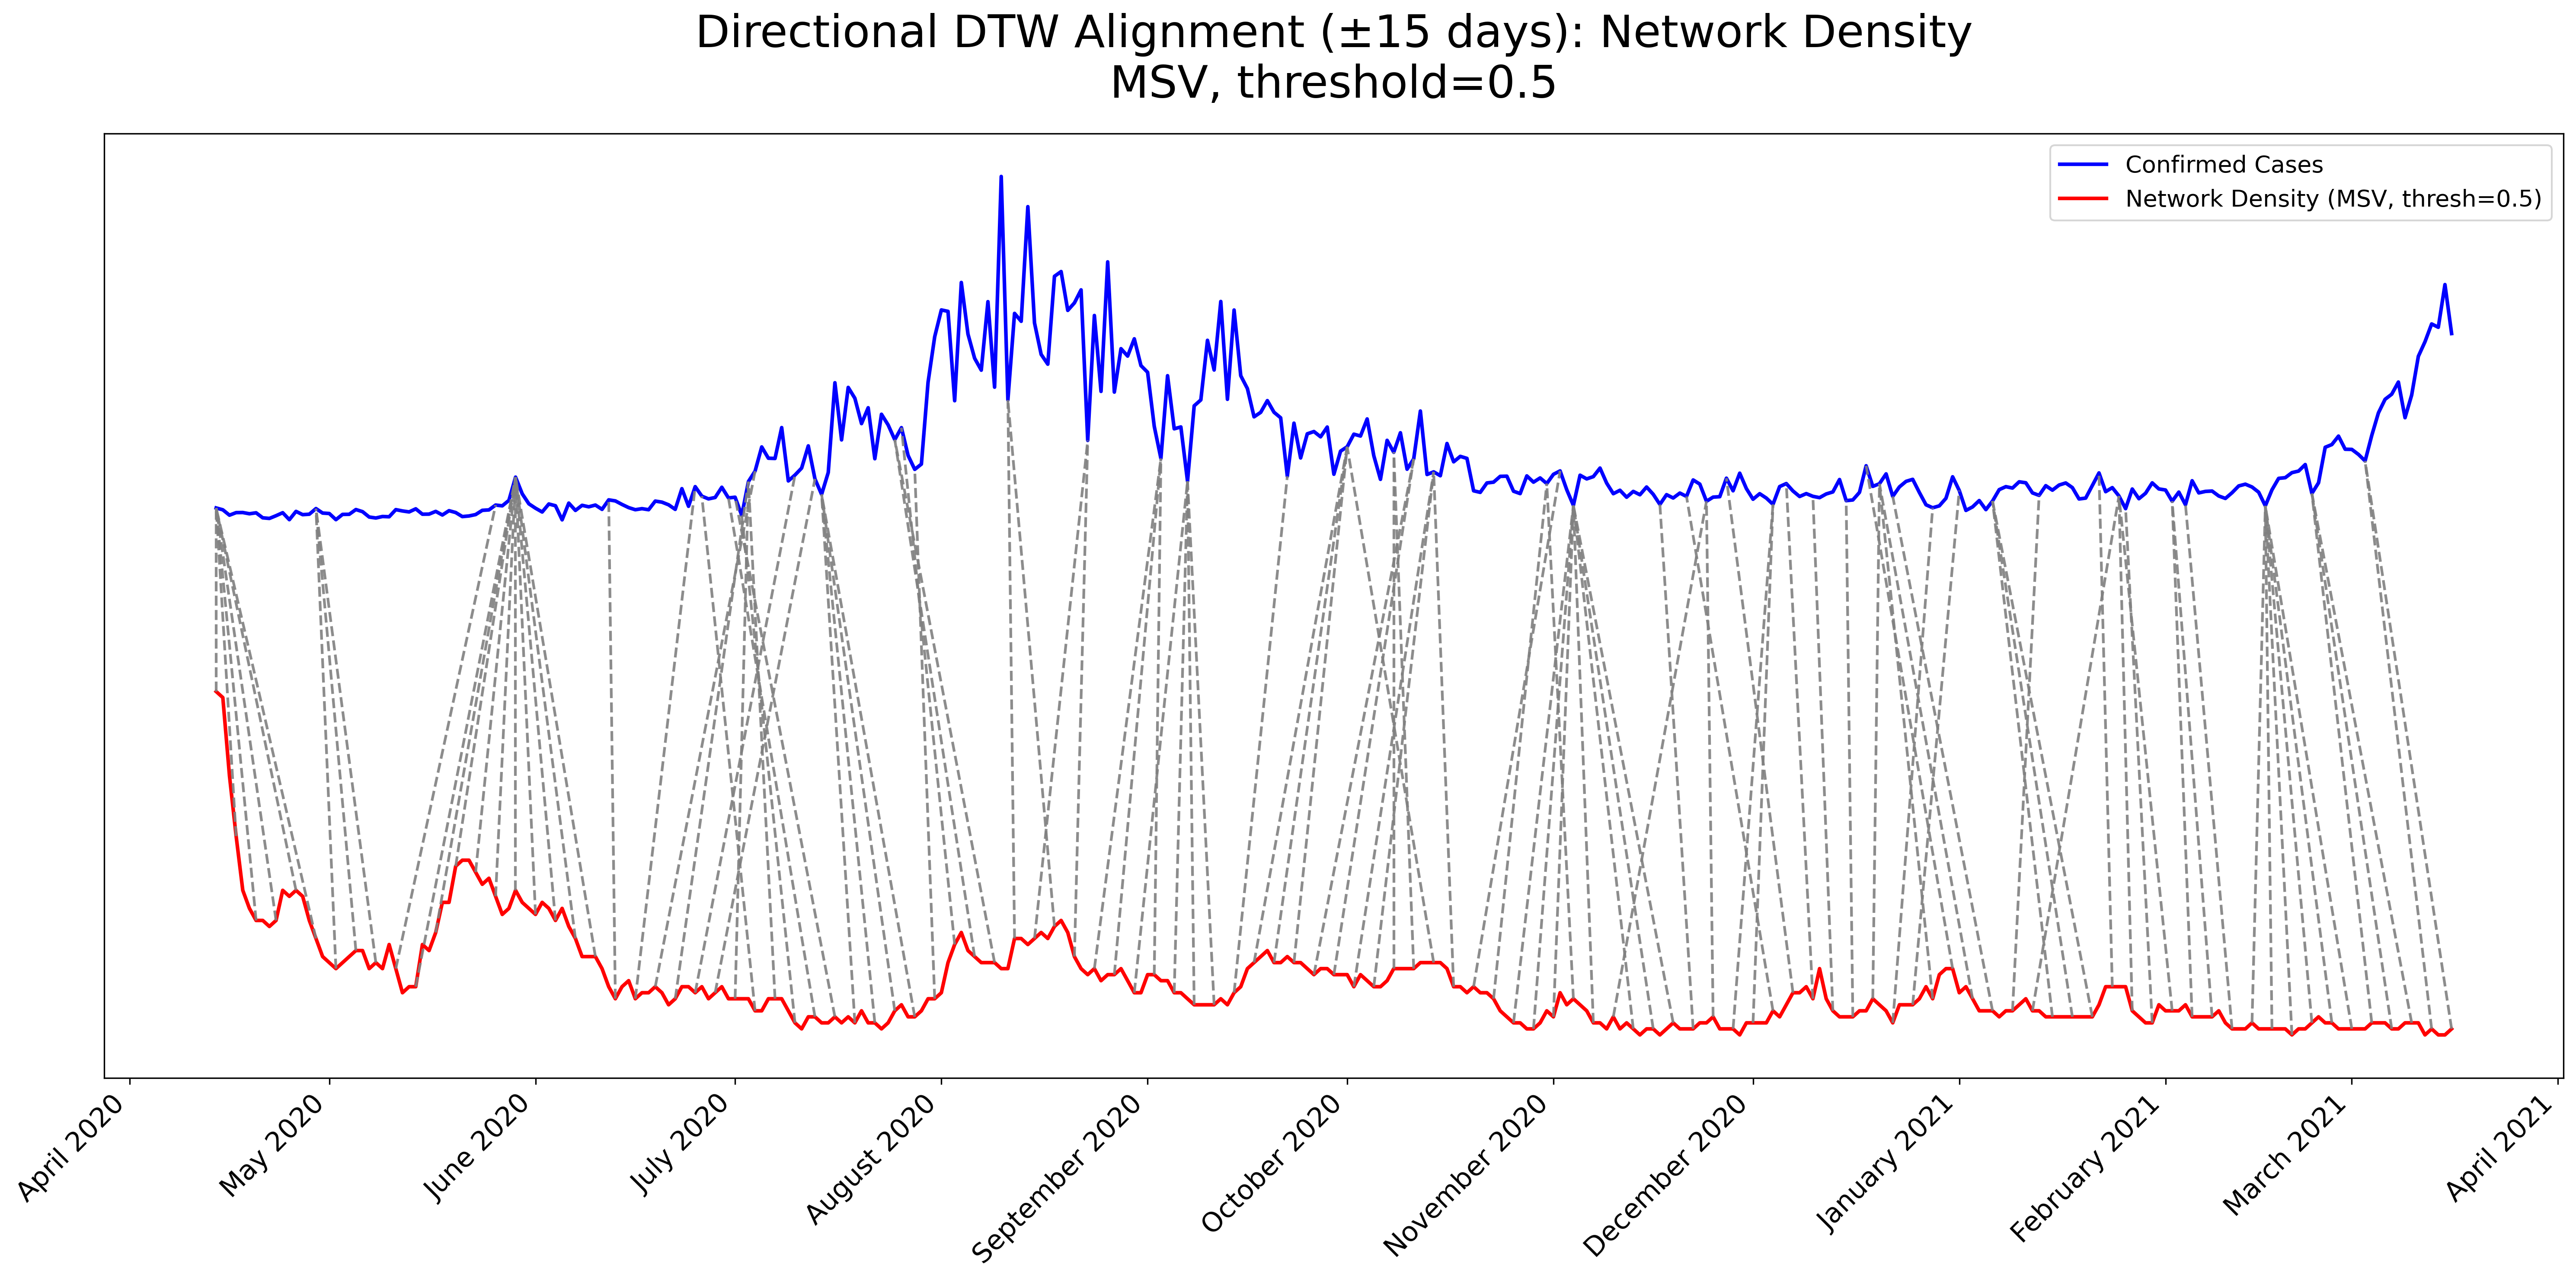 Directional DTW Alignment (±15 days): Network Density
MSV, threshold=0.5
Confirmed Cases
Network Density (MSV, thresh=0.5)
April 2020
May 2020
June 2020
July 2020
August 2020
September 2020
October 2020
November 2020
December 2020
January 2021
February 2021
March 2021
April 2021